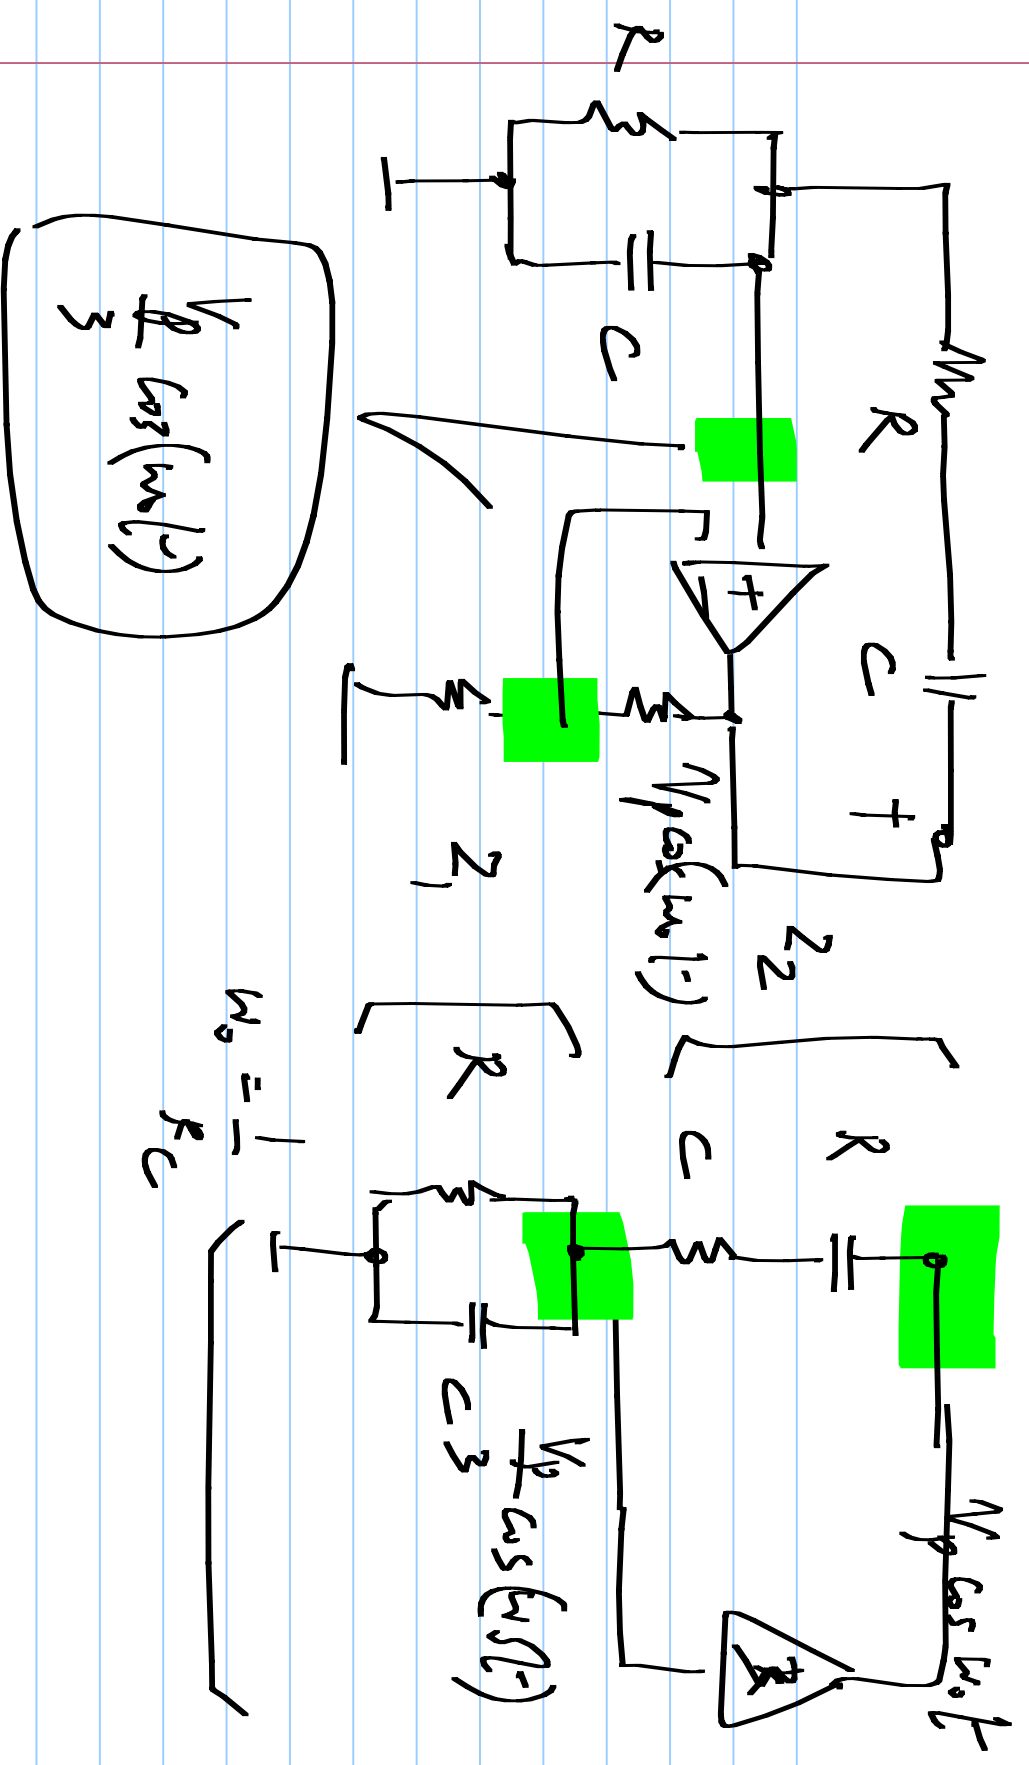 R
C
R
C
+
+
−
Vp cos(ω₀t)
Vp/3 cos(ω₀t)
Z₂
Z₁
R
C
R
C
Vp cos ω₀t
Vp/3 cos(ω₀t)
ω₀ = 1/RC